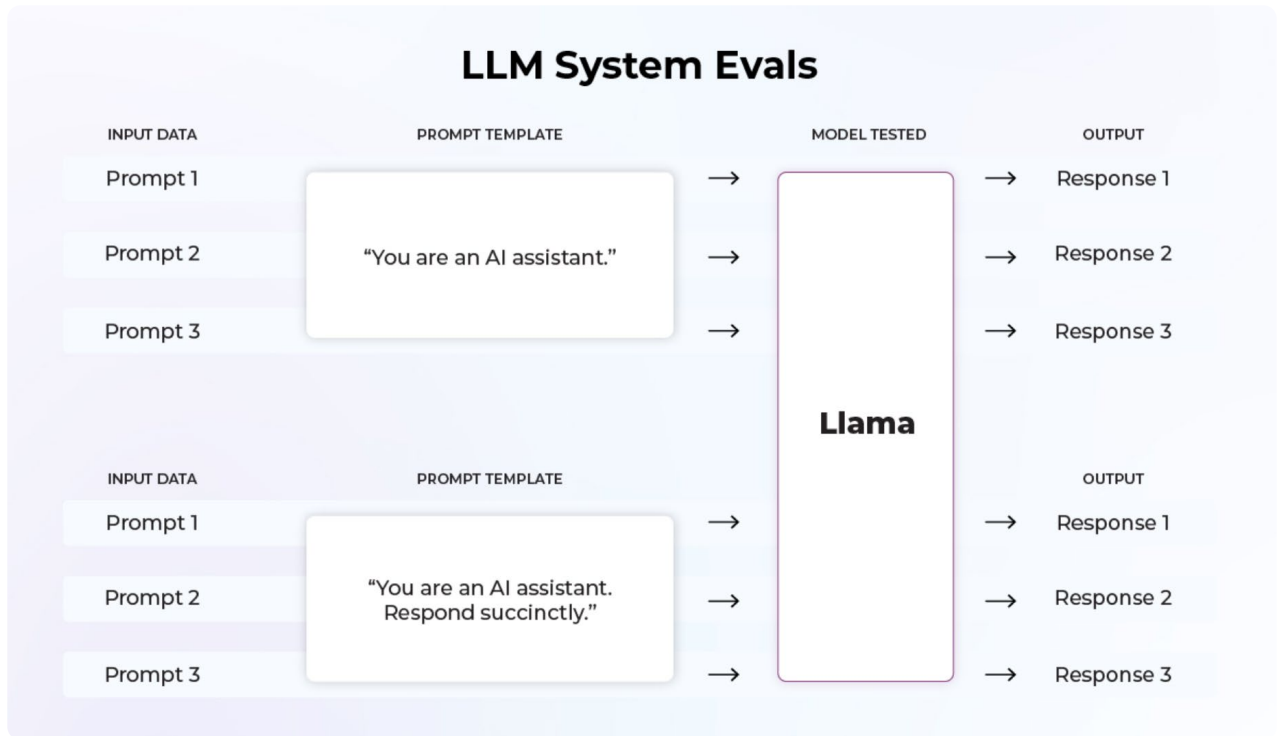 LLM System Evals
INPUT DATA PROMPT TEMPLATE MODEL TESTED OUTPUT
Prompt 1 → → Response 1
“You are an AI assistant.”
Prompt 2 → → Response 2
Prompt 3 → → Response 3
Llama
INPUT DATA PROMPT TEMPLATE OUTPUT
Prompt 1 → → Response 1
“You are an AI assistant.
Respond succinctly.”
Prompt 2 → → Response 2
Prompt 3 → → Response 3